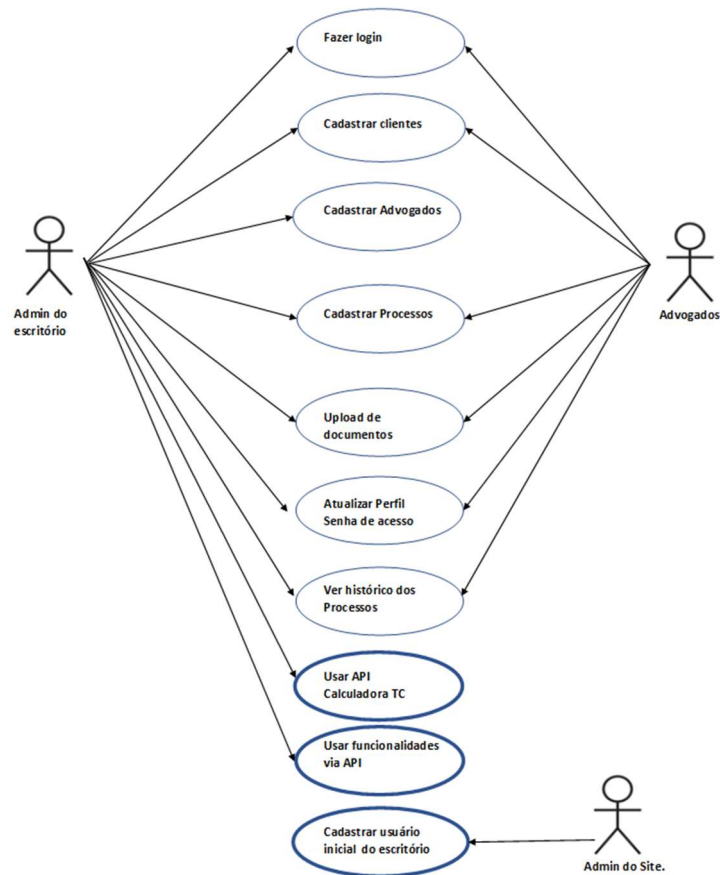 Fazer login
Cadastrar clientes
Cadastrar Advogados
Admin do
escritório
Cadastrar Processos
Advogados
Upload de
documentos
Atualizar Perfil
Senha de acesso
Ver histórico dos
Processos
Usar API
Calculadora TC
Usar funcionalidades
via API
Cadastrar usuário
inicial do escritório
Admin do Site.